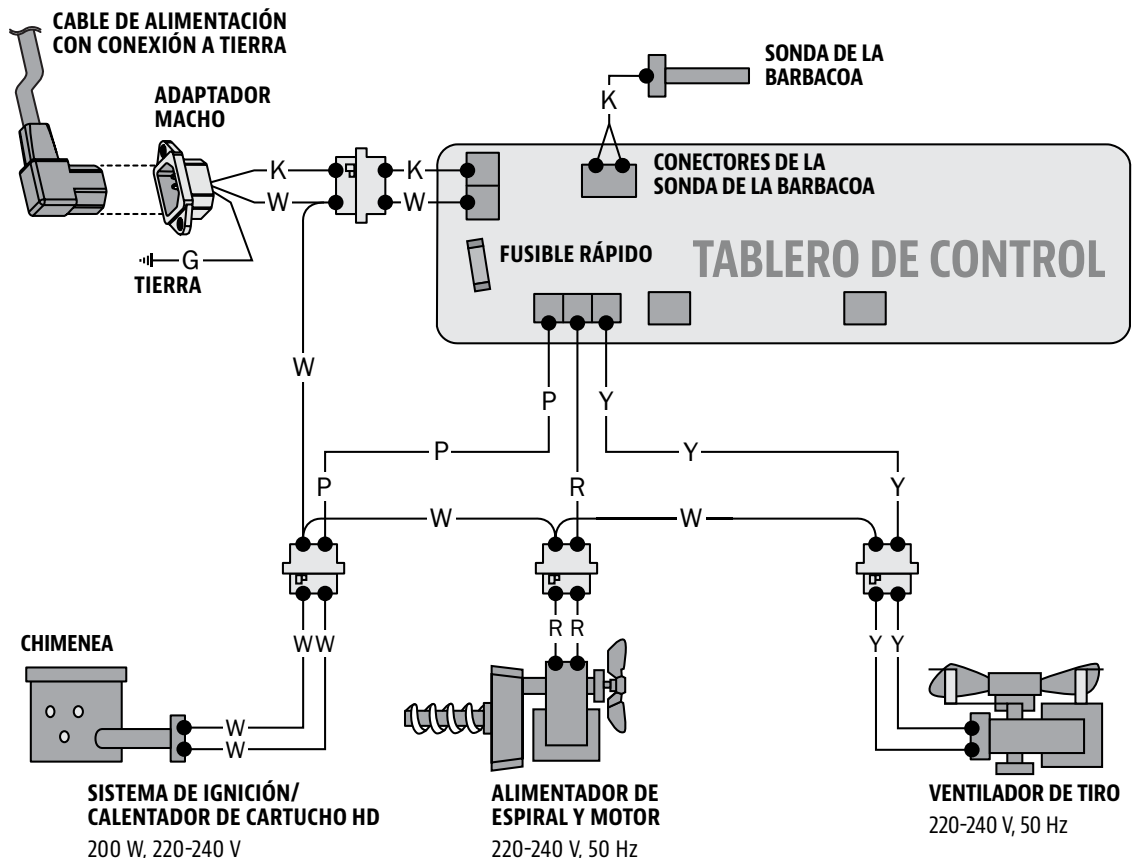 CABLE DE ALIMENTACIÓN
CON CONEXIÓN A TIERRA
SONDA DE LA
BARBACOA
ADAPTADOR
MACHO
K
K
K
CONECTORES DE LA
SONDA DE LA BARBACOA
W
W
FUSIBLE RÁPIDO
TABLERO DE CONTROL
G
TIERRA
W
P
Y
P
Y
P
R
Y
W
W
W W
R R
Y Y
CHIMENEA
W
W
SISTEMA DE IGNICIÓN/
CALENTADOR DE CARTUCHO HD
200 W, 220-240 V
ALIMENTADOR DE
ESPIRAL Y MOTOR
220-240 V, 50 Hz
VENTILADOR DE TIRO
220-240 V, 50 Hz